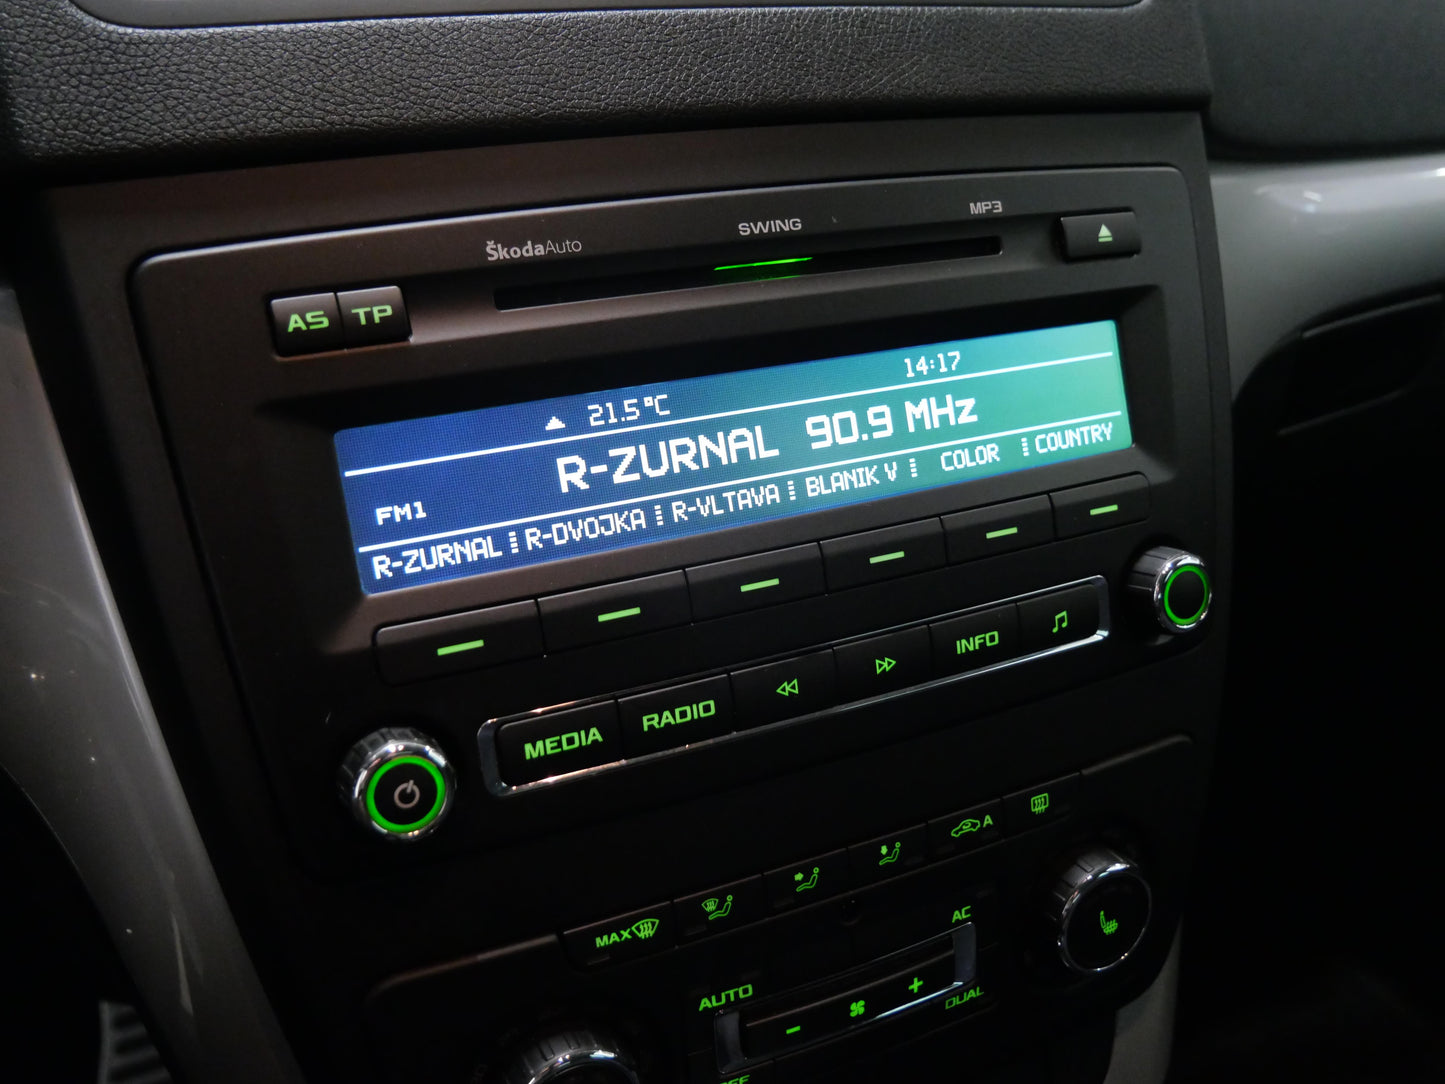 ŠkodaAuto SWING MP3
AS TP
21.5°C 14:17
R-ZURNAL 90.9 MHz
FM1
R-ZURNAL R-DVOJKA R-VLTAVA BLANIK V COLOR COUNTRY
MEDIA RADIO INFO
MAX A
AUTO AC
DUAL